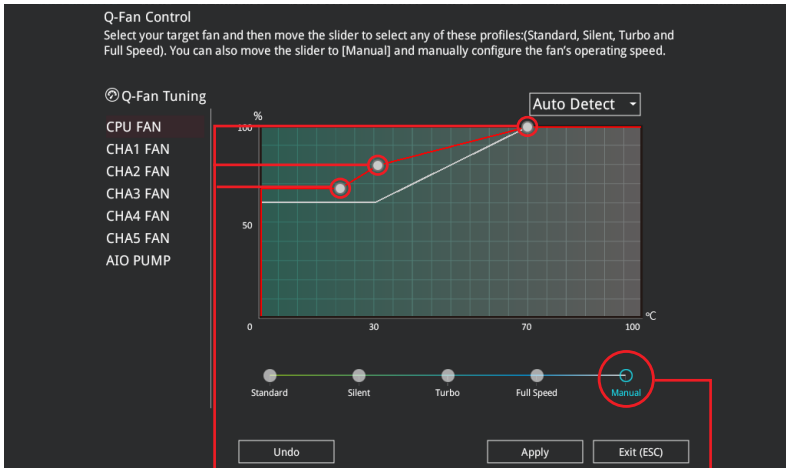 Q-Fan Control
Select your target fan and then move the slider to select any of these profiles:(Standard, Silent, Turbo and
Full Speed). You can also move the slider to [Manual] and manually configure the fan's operating speed.
Q-Fan Tuning
Auto Detect
CPU FAN
CHA1 FAN
CHA2 FAN
CHA3 FAN
CHA4 FAN
CHA5 FAN
AIO PUMP
%
100
50
0 30 70 100 ºC
Standard Silent Turbo Full Speed Manual
Undo Apply Exit (ESC)